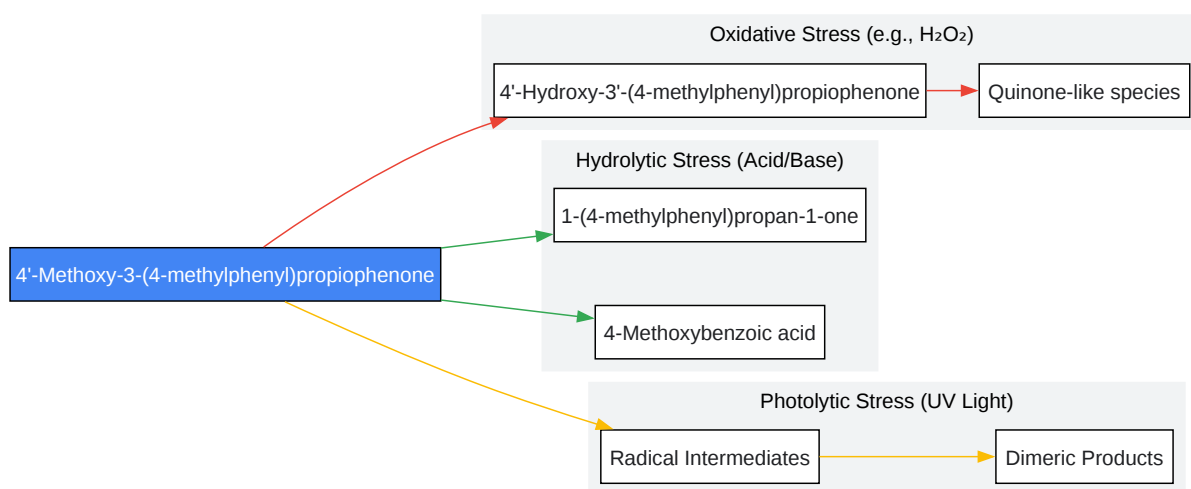 Oxidative Stress (e.g., H₂O₂)
4'-Hydroxy-3'-(4-methylphenyl)propiophenone
Quinone-like species
Hydrolytic Stress (Acid/Base)
1-(4-methylphenyl)propan-1-one
4'-Methoxy-3-(4-methylphenyl)propiophenone
4-Methoxybenzoic acid
Photolytic Stress (UV Light)
Radical Intermediates
Dimeric Products